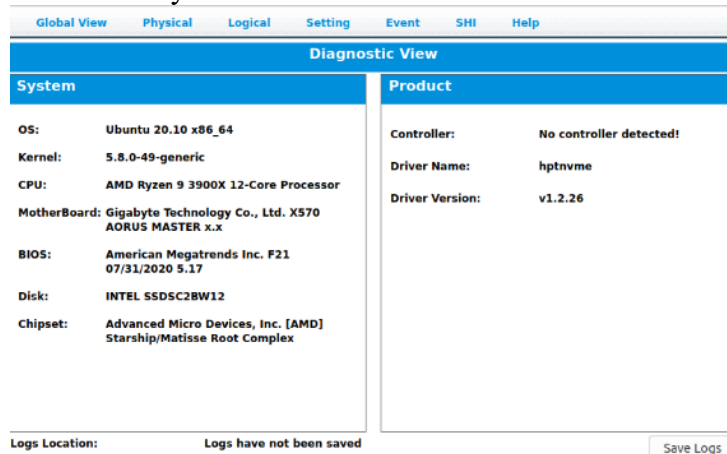 Global View Physical Logical Setting Event SHI Help
Diagnostic View
System
OS: Ubuntu 20.10 x86_64
Kernel: 5.8.0-49-generic
CPU: AMD Ryzen 9 3900X 12-Core Processor
MotherBoard: Gigabyte Technology Co., Ltd. X570
AORUS MASTER x.x
BIOS: American Megatrends Inc. F21
07/31/2020 5.17
Disk: INTEL SSDSC2BW12
Chipset: Advanced Micro Devices, Inc. [AMD]
Starship/Matisse Root Complex
Product
Controller: No controller detected!
Driver Name: hptnvme
Driver Version: v1.2.26
Logs Location: Logs have not been saved
Save Logs